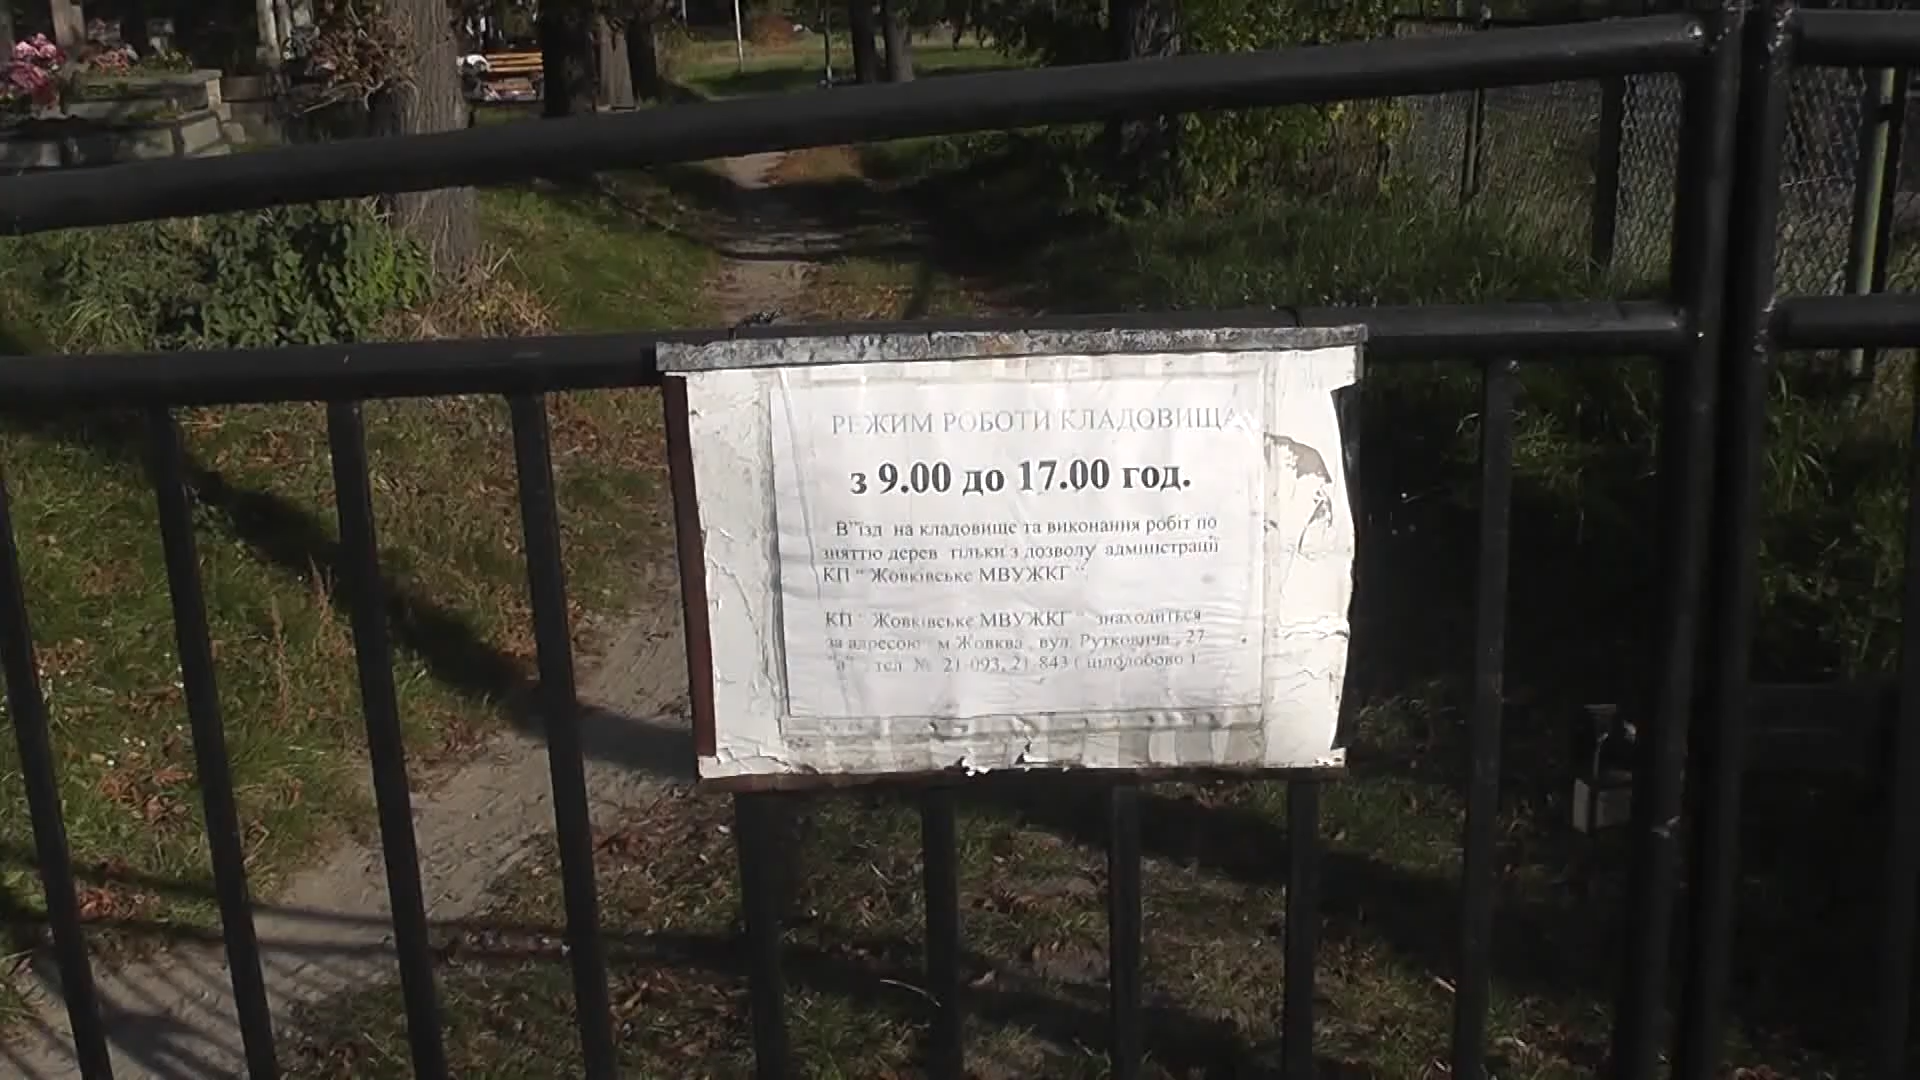 РЕЖИМ РОБОТИ КЛАДОВИЩА
з 9.00 до 17.00 год.
В"їзд на кладовище та виконання робіт по
зняттю дерев тільки з дозволу адміністрації
КП " Жовківське МВУЖКГ ".
КП " Жовківське МВУЖКГ " знаходиться
за адресою м Жовква, вул. Рутковича, 27
"а", тел. № 21-093, 21-843 ( цілодобово )